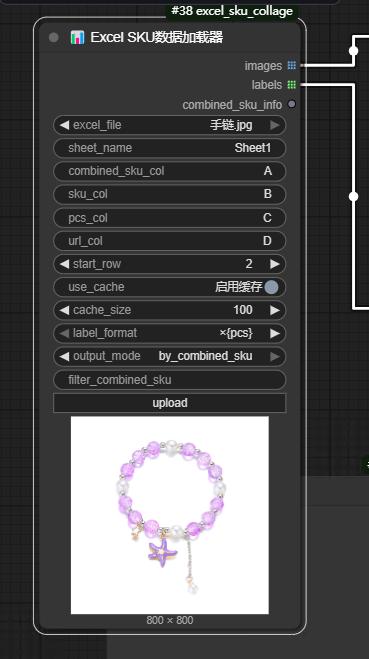 #38 excel_sku_collage
📊 Excel SKU数据加载器
images
labels
combined_sku_info
excel_file 手链.jpg
sheet_name Sheet1
combined_sku_col A
sku_col B
pcs_col C
url_col D
start_row 2
use_cache 启用缓存
cache_size 100
label_format ×{pcs}
output_mode by_combined_sku
filter_combined_sku
upload
800 × 800